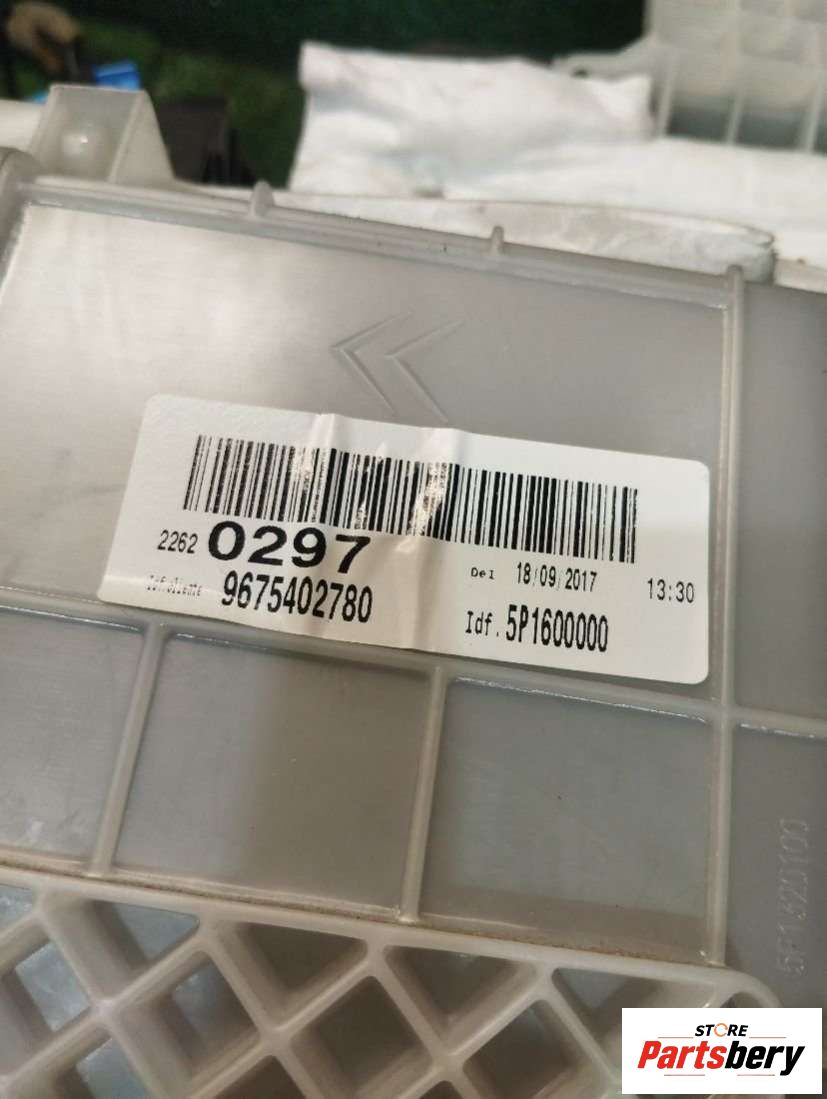 2262 0297
Del 18/09/2017 13:30
9675402780
Idf. 5P1600000
STORE
Partsbery